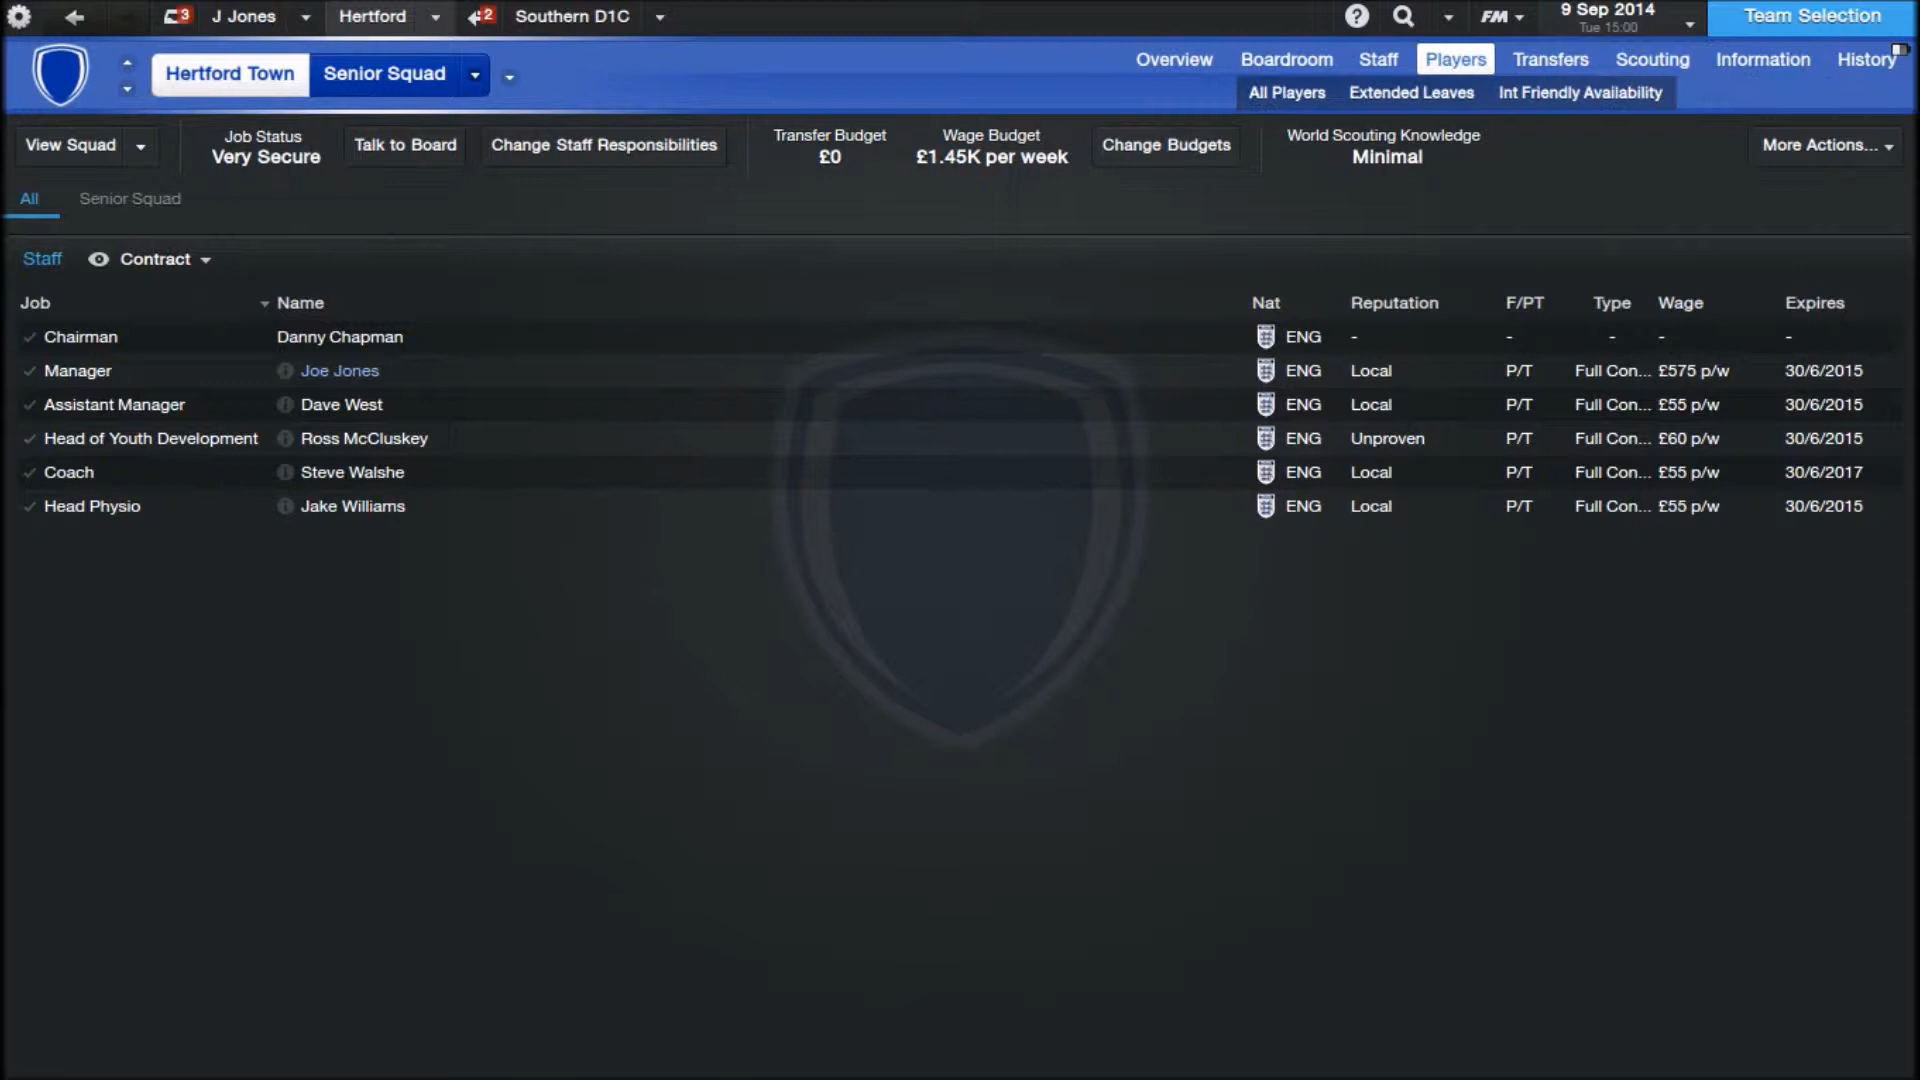 3 J Jones Hertford 2 Southern D1C ? FM 9 Sep 2014 Team Selection
Tue 15:00
Hertford Town Senior Squad Overview Boardroom Staff Players Transfers Scouting Information History
All Players Extended Leaves Int Friendly Availability
View Squad Job Status Talk to Board Change Staff Responsibilities Transfer Budget Wage Budget Change Budgets World Scouting Knowledge More Actions...
Very Secure £0 £1.45K per week Minimal
All Senior Squad
Staff Contract
Job Name Nat Reputation F/PT Type Wage Expires
Chairman Danny Chapman ENG - - - - -
Manager Joe Jones ENG Local P/T Full Con... £575 p/w 30/6/2015
Assistant Manager Dave West ENG Local P/T Full Con... £55 p/w 30/6/2015
Head of Youth Development Ross McCluskey ENG Unproven P/T Full Con... £60 p/w 30/6/2015
Coach Steve Walshe ENG Local P/T Full Con... £55 p/w 30/6/2017
Head Physio Jake Williams ENG Local P/T Full Con... £55 p/w 30/6/2015